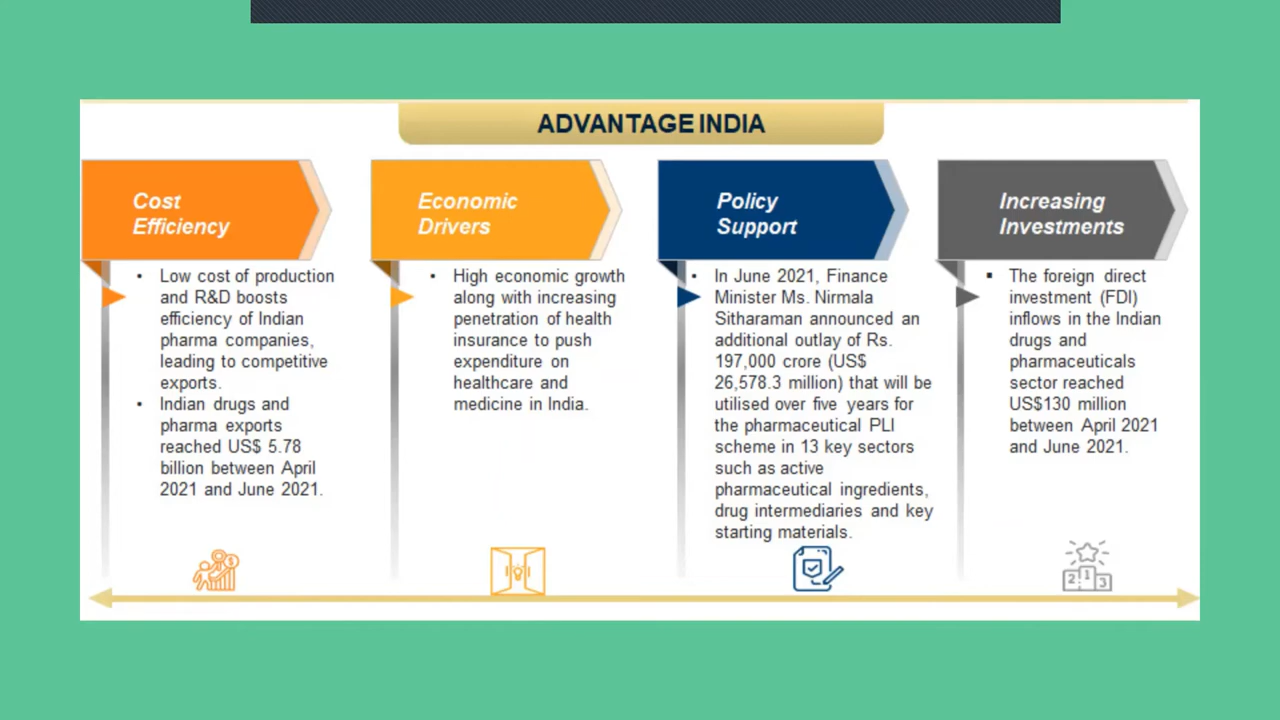 ADVANTAGE INDIA
Cost
Efficiency
• Low cost of production
and R&D boosts
efficiency of Indian
pharma companies,
leading to competitive
exports.
• Indian drugs and
pharma exports
reached US$ 5.78
billion between April
2021 and June 2021.
Economic
Drivers
• High economic growth
along with increasing
penetration of health
insurance to push
expenditure on
healthcare and
medicine in India.
Policy
Support
• In June 2021, Finance
Minister Ms. Nirmala
Sitharaman announced an
additional outlay of Rs.
197,000 crore (US$
26,578.3 million) that will be
utilised over five years for
the pharmaceutical PLI
scheme in 13 key sectors
such as active
pharmaceutical ingredients,
drug intermediaries and key
starting materials.
Increasing
Investments
▪ The foreign direct
investment (FDI)
inflows in the Indian
drugs and
pharmaceuticals
sector reached
US$130 million
between April 2021
and June 2021.
2 1 3